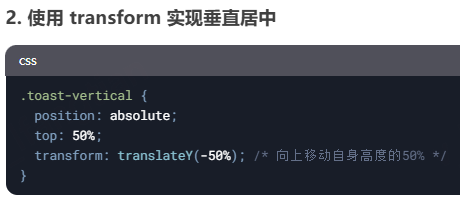 2. 使用 transform 实现垂直居中
CSS
.toast-vertical {
  position: absolute;
  top: 50%;
  transform: translateY(-50%); /* 向上移动自身高度的50% */
}